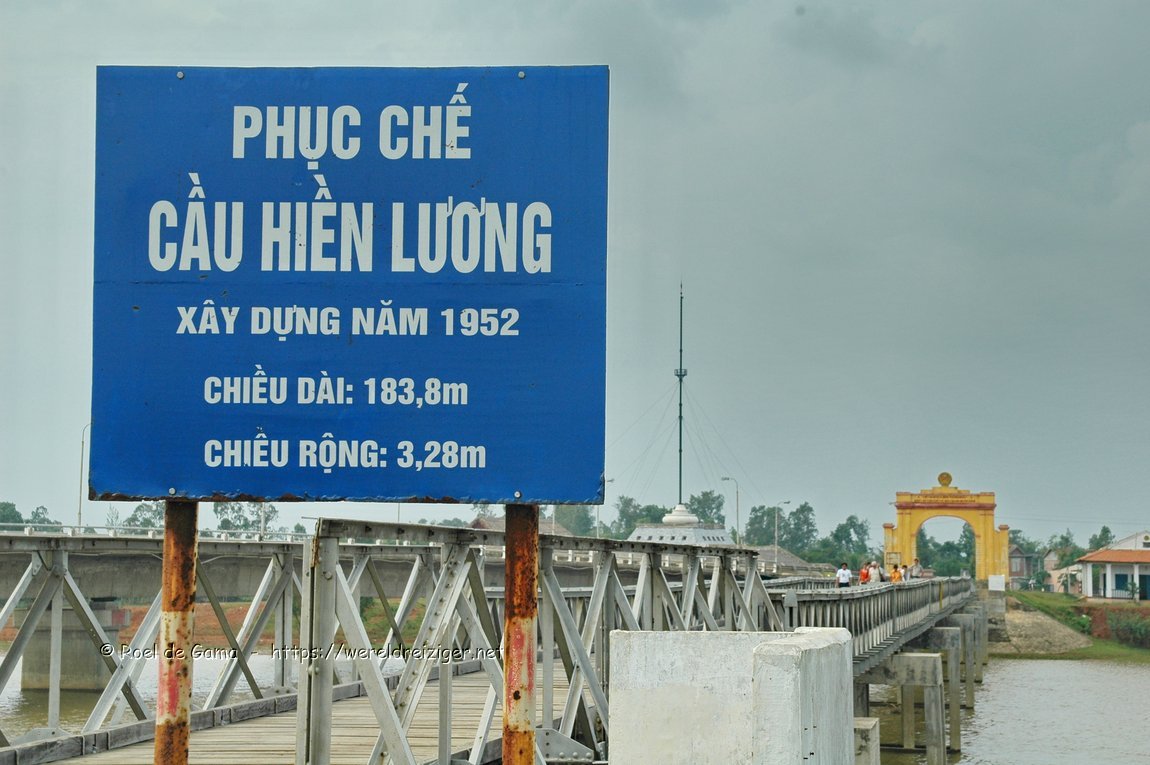 PHỤC CHẾ
CẦU HIỀN LƯƠNG
XÂY DỰNG NĂM 1952
CHIỀU DÀI: 183,8m
CHIỀU RỘNG: 3,28m
© Roel de Gama - https://wereldreiziger.net